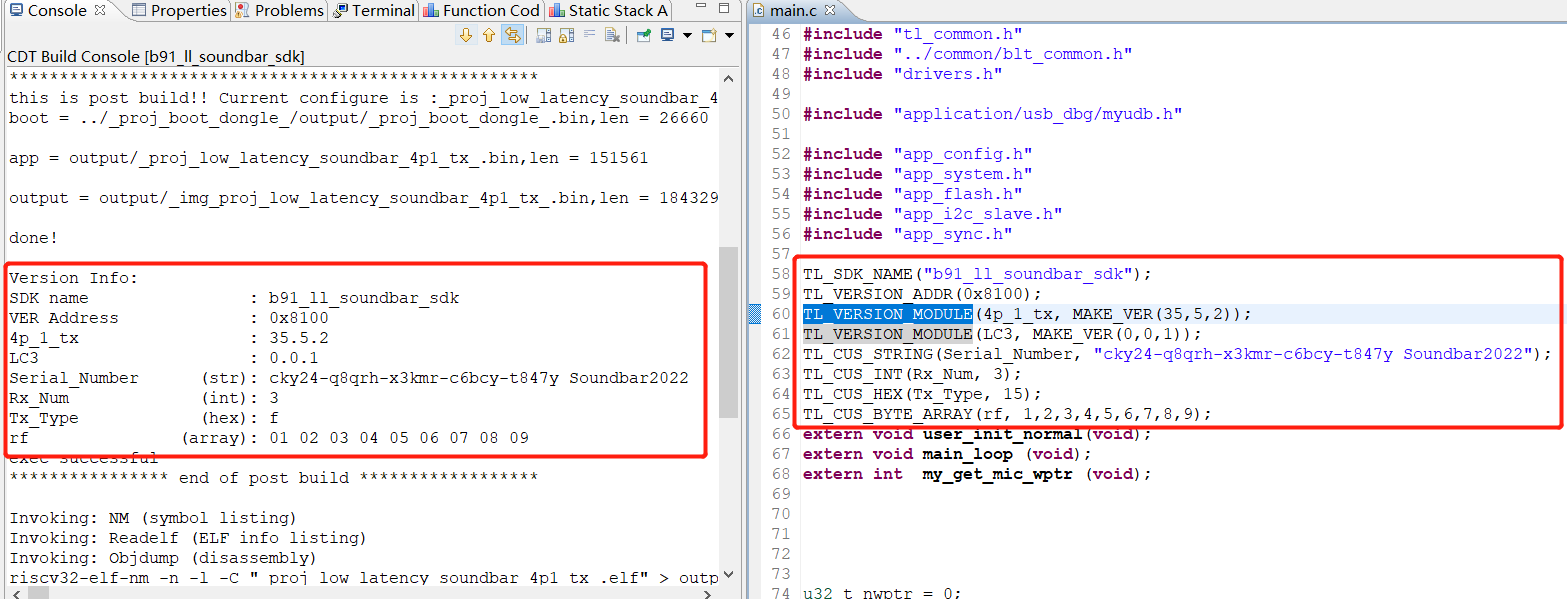 Console
Properties
Problems
Terminal
Function Cod
Static Stack A
CDT Build Console [b91_ll_soundbar_sdk]
*****************************************************
this is post build!! Current configure is :_proj_low_latency_soundbar_4
boot = ../_proj_boot_dongle_/output/_proj_boot_dongle_.bin,len = 26660
app = output/_proj_low_latency_soundbar_4p1_tx_.bin,len = 151561
output = output/_img_proj_low_latency_soundbar_4p1_tx_.bin,len = 184329
done!
Version Info:
SDK name : b91_ll_soundbar_sdk
VER Address : 0x8100
4p_1_tx : 35.5.2
LC3 : 0.0.1
Serial_Number (str): cky24-q8qrh-x3kmr-c6bcy-t847y Soundbar2022
Rx_Num (int): 3
Tx_Type (hex): f
rf (array): 01 02 03 04 05 06 07 08 09
exec successful
**************** end of post build ******************
Invoking: NM (symbol listing)
Invoking: Readelf (ELF info listing)
Invoking: Objdump (disassembly)
riscv32-elf-nm -n -l -C "_proj_low_latency_soundbar_4p1_tx_.elf" > outp
main.c
46 #include "tl_common.h"
47 #include "../common/blt_common.h"
48 #include "drivers.h"
49
50 #include "application/usb_dbg/myudb.h"
51
52 #include "app_config.h"
53 #include "app_system.h"
54 #include "app_flash.h"
55 #include "app_i2c_slave.h"
56 #include "app_sync.h"
57
58 TL_SDK_NAME("b91_ll_soundbar_sdk");
59 TL_VERSION_ADDR(0x8100);
60 TL_VERSION_MODULE(4p_1_tx, MAKE_VER(35,5,2));
61 TL_VERSION_MODULE(LC3, MAKE_VER(0,0,1));
62 TL_CUS_STRING(Serial_Number, "cky24-q8qrh-x3kmr-c6bcy-t847y Soundbar2022");
63 TL_CUS_INT(Rx_Num, 3);
64 TL_CUS_HEX(Tx_Type, 15);
65 TL_CUS_BYTE_ARRAY(rf, 1,2,3,4,5,6,7,8,9);
66 extern void user_init_normal(void);
67 extern void main_loop (void);
68 extern int my_get_mic_wptr (void);
69
70
71
72
73
74 u32 t_nwptr = 0;